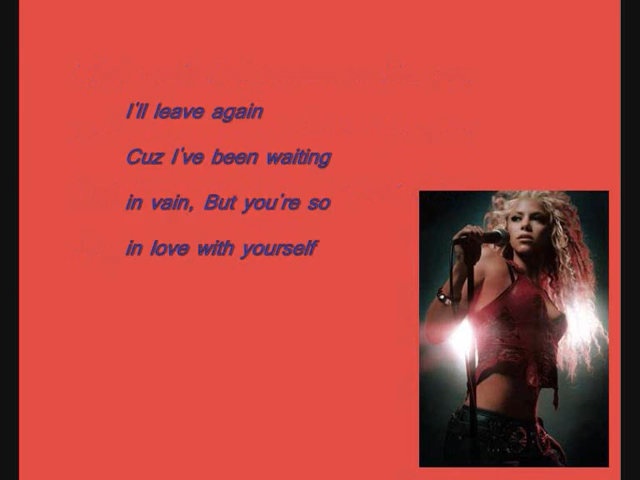 I'll leave again
Cuz I've been waiting
in vain, But you're so
in love with yourself